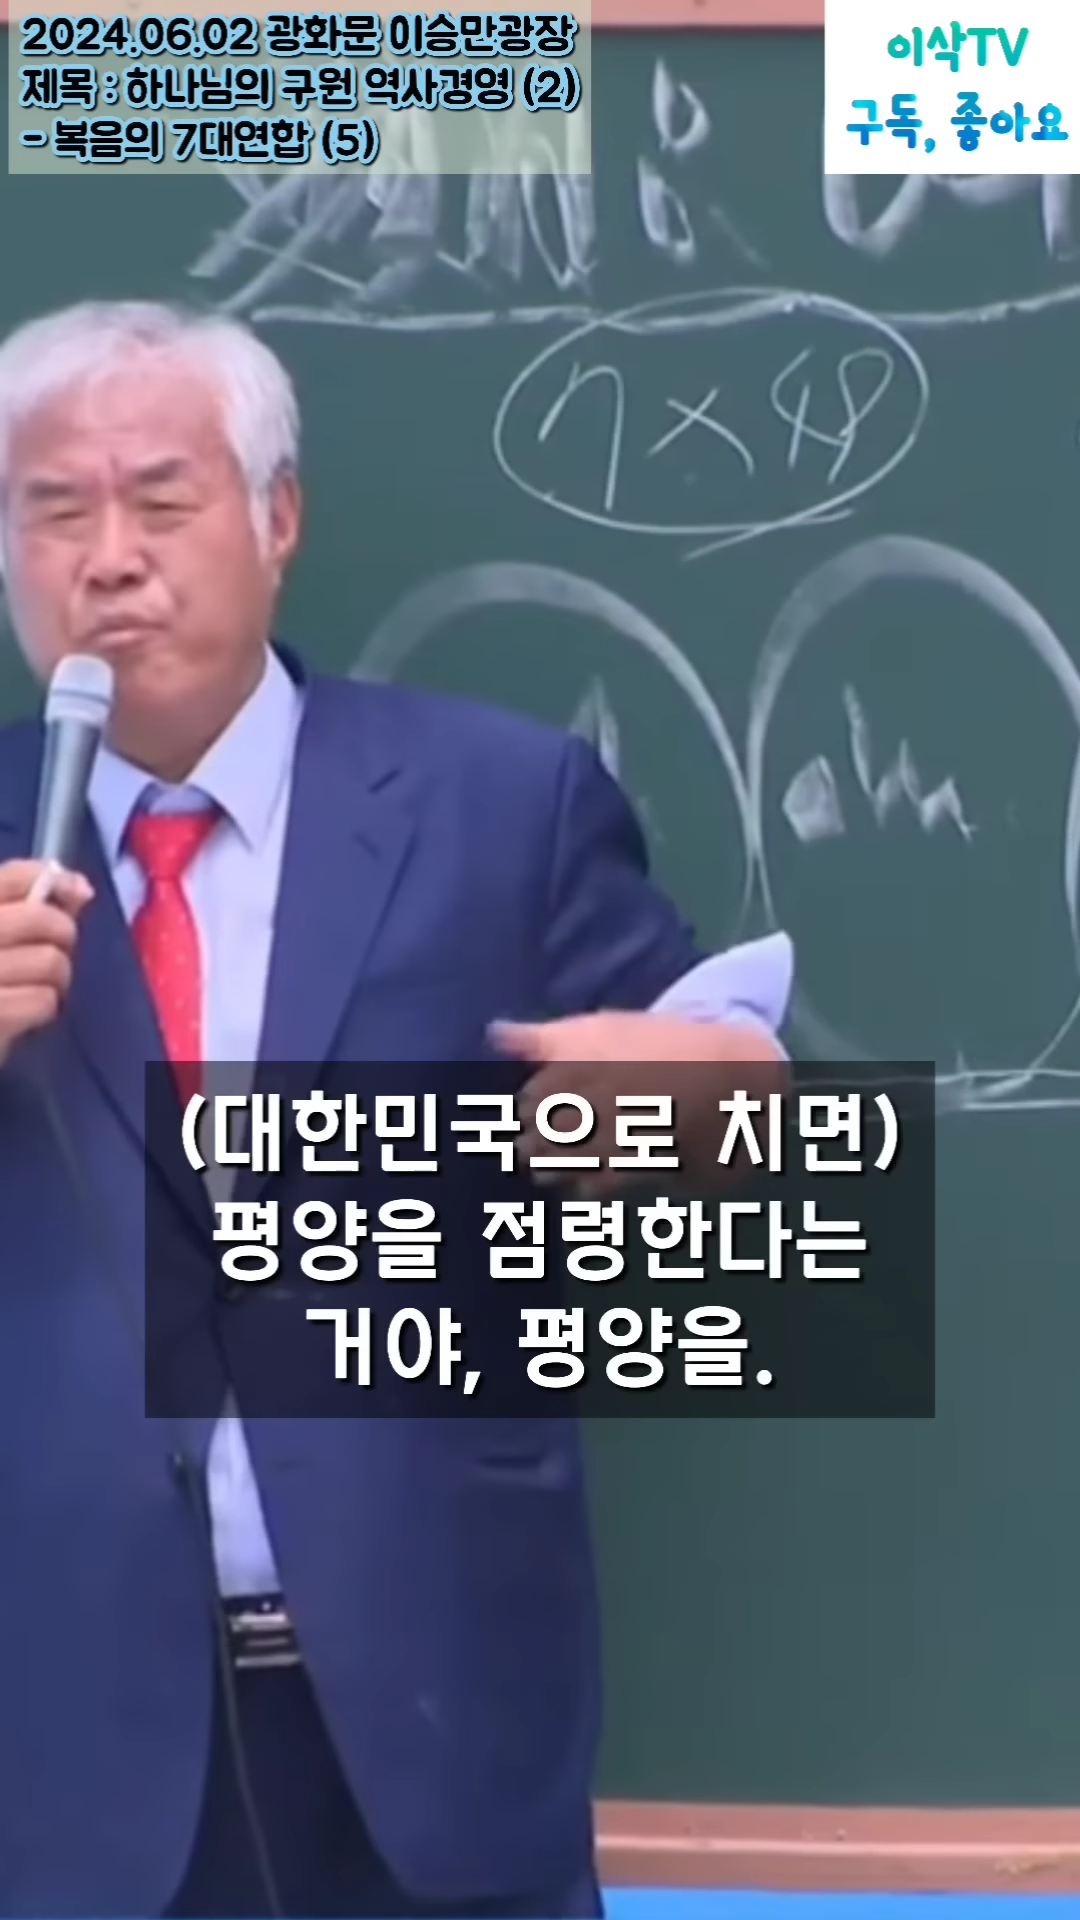 2024.06.02 광화문 이승만광장
제목 : 하나님의 구원 역사경영 (2)
- 복음의 7대연합 (5)
이삭TV
구독, 좋아요
7×48
(대한민국으로 치면)
평양을 점령한다는
거야, 평양을.